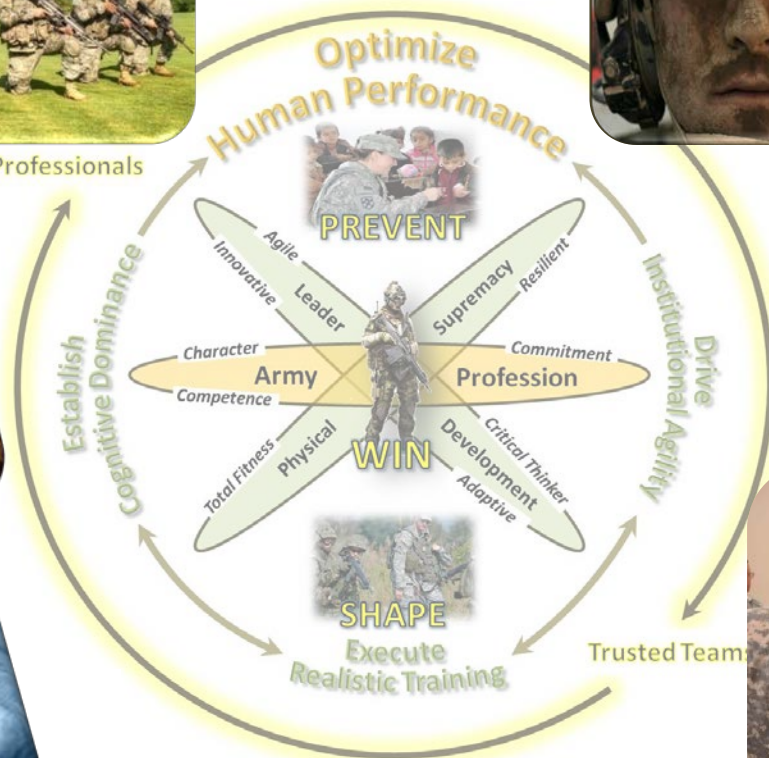 Optimize
Human Performance
Professionals
PREVENT
Agile
Innovative
Leader
Supremacy
Resilient
Establish
Cognitive Dominance
Drive
Institutional Agility
Character
Army
Competence
Commitment
Profession
Total Fitness
Physical
WIN
Critical Thinker
Development
Adaptive
SHAPE
Execute
Realistic Training
Trusted Teams